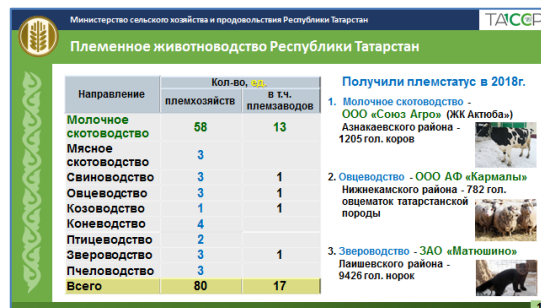 Министерство сельского хозяйства и продовольствия Республики Татарстан
ТАССР
Племенное животноводство Республики Татарстан
Направление
Кол-во, ед.
племхозяйств
в т.ч.
племзаводов
Молочное
скотоводство 58 13
Мясное
скотоводство 3
Свиноводство 3 1
Овцеводство 3 1
Козоводство 1 1
Коневодство 4
Птицеводство 2
Звероводство 3 1
Пчеловодство 3
Всего 80 17
Получили племстатус в 2018г.
1. Молочное скотоводство -
ООО «Союз Агро» (ЖК Актюба»)
Азнакаевского района -
1205 гол. коров
2. Овцеводство - ООО АФ «Кармалы»
Нижнекамского района - 782 гол.
овцематок татарстанской
породы
3. Звероводство - ЗАО «Матюшино»
Лаишевского района -
9426 гол. норок